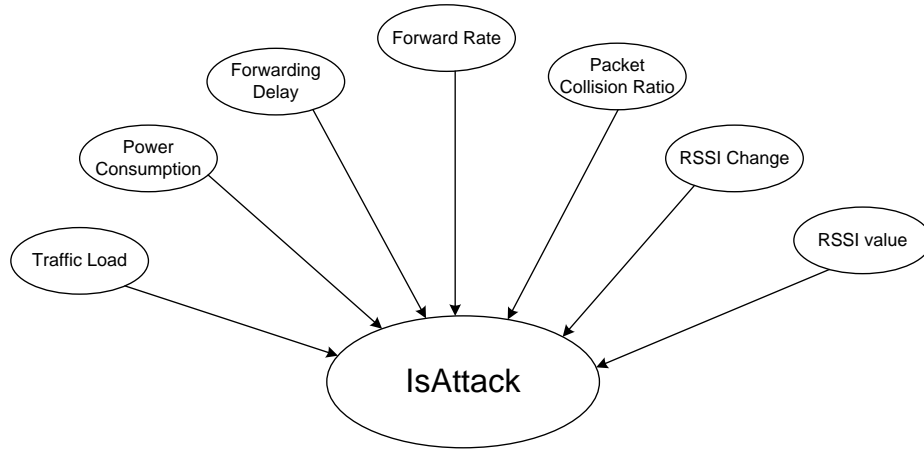 Forward Rate
Forwarding
Delay
Packet
Collision Ratio
Power
Consumption
RSSI Change
RSSI value
Traffic Load
IsAttack